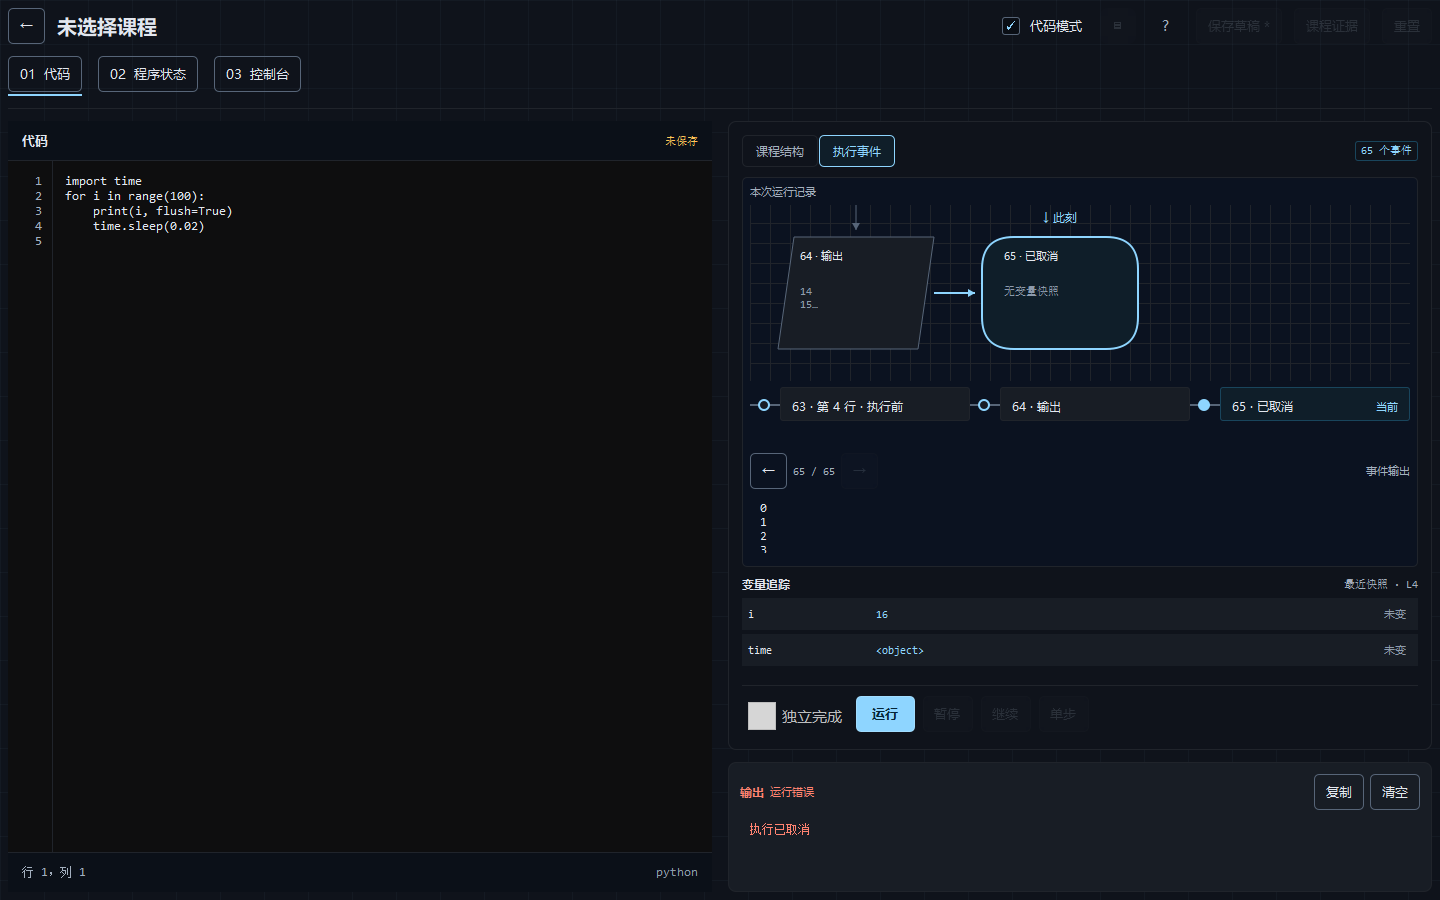 ← 未选择课程
✓ 代码模式
⊞
?
保存草稿 *
课程证据
重置
01 代码
02 程序状态
03 控制台
代码
未保存
1 import time
2 for i in range(100):
3     print(i, flush=True)
4     time.sleep(0.02)
5
行 1, 列 1
python
课程结构
执行事件
65 个事件
本次运行记录
↓ 此刻
64 · 输出
14
15…
65 · 已取消
无变量快照
63 · 第 4 行 · 执行前
64 · 输出
65 · 已取消
当前
← 65 / 65 →
事件输出
0
1
2
3
变量追踪
最近快照 · L4
i 16 未变
time <object> 未变
独立完成
运行
暂停
继续
单步
输出 运行错误
复制
清空
执行已取消